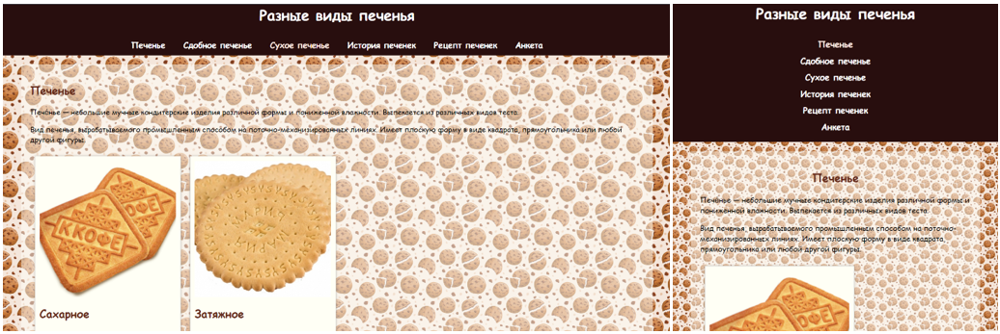 Разные виды печенья
Печенье Сдобное печенье Сухое печенье История печенек Рецепт печенек Анкета
Печенье
Печенье — небольшие мучные кондитерские изделия различной формы и пониженной влажности. Выпекается из различных видов теста.
Вид печенья, вырабатываемого промышленным способом на поточно-механизированных линиях. Имеет плоскую форму в виде квадрата, прямоугольника или любой
другой фигуры.
ККОФЕ
ОФЕ
Сахарное
Затяжное
Разные виды печенья
Печенье
Сдобное печенье
Сухое печенье
История печенек
Рецепт печенек
Анкета
Печенье
Печенье — небольшие мучные кондитерские изделия различной формы и
пониженной влажности. Выпекается из различных видов теста.
Вид печенья, вырабатываемого промышленным способом на поточно-
механизированных линиях. Имеет плоскую форму в виде квадрата,
прямоугольника или любой другой фигуры.
ОФЕ